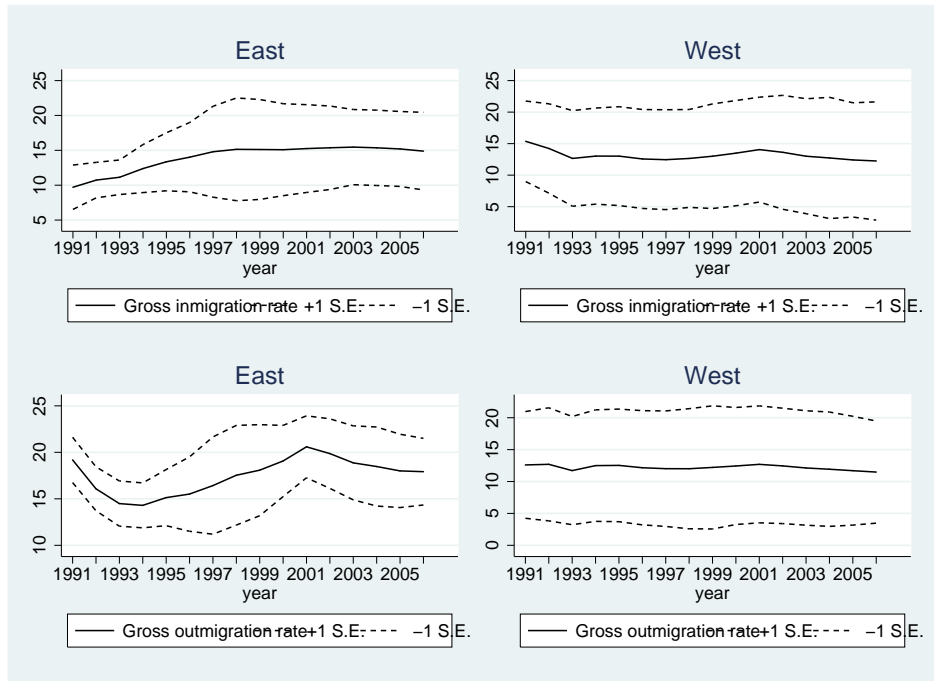 East
25
20
15
10
5
1991 1993 1995 1997 1999 2001 2003 2005
year
Gross inmigration rate +1 S.E. −1 S.E.
West
25
20
15
10
5
1991 1993 1995 1997 1999 2001 2003 2005
year
Gross inmigration rate +1 S.E. −1 S.E.
East
25
20
15
10
1991 1993 1995 1997 1999 2001 2003 2005
year
Gross outmigration rate +1 S.E. −1 S.E.
West
20
15
10
5
0
1991 1993 1995 1997 1999 2001 2003 2005
year
Gross outmigration rate +1 S.E. −1 S.E.